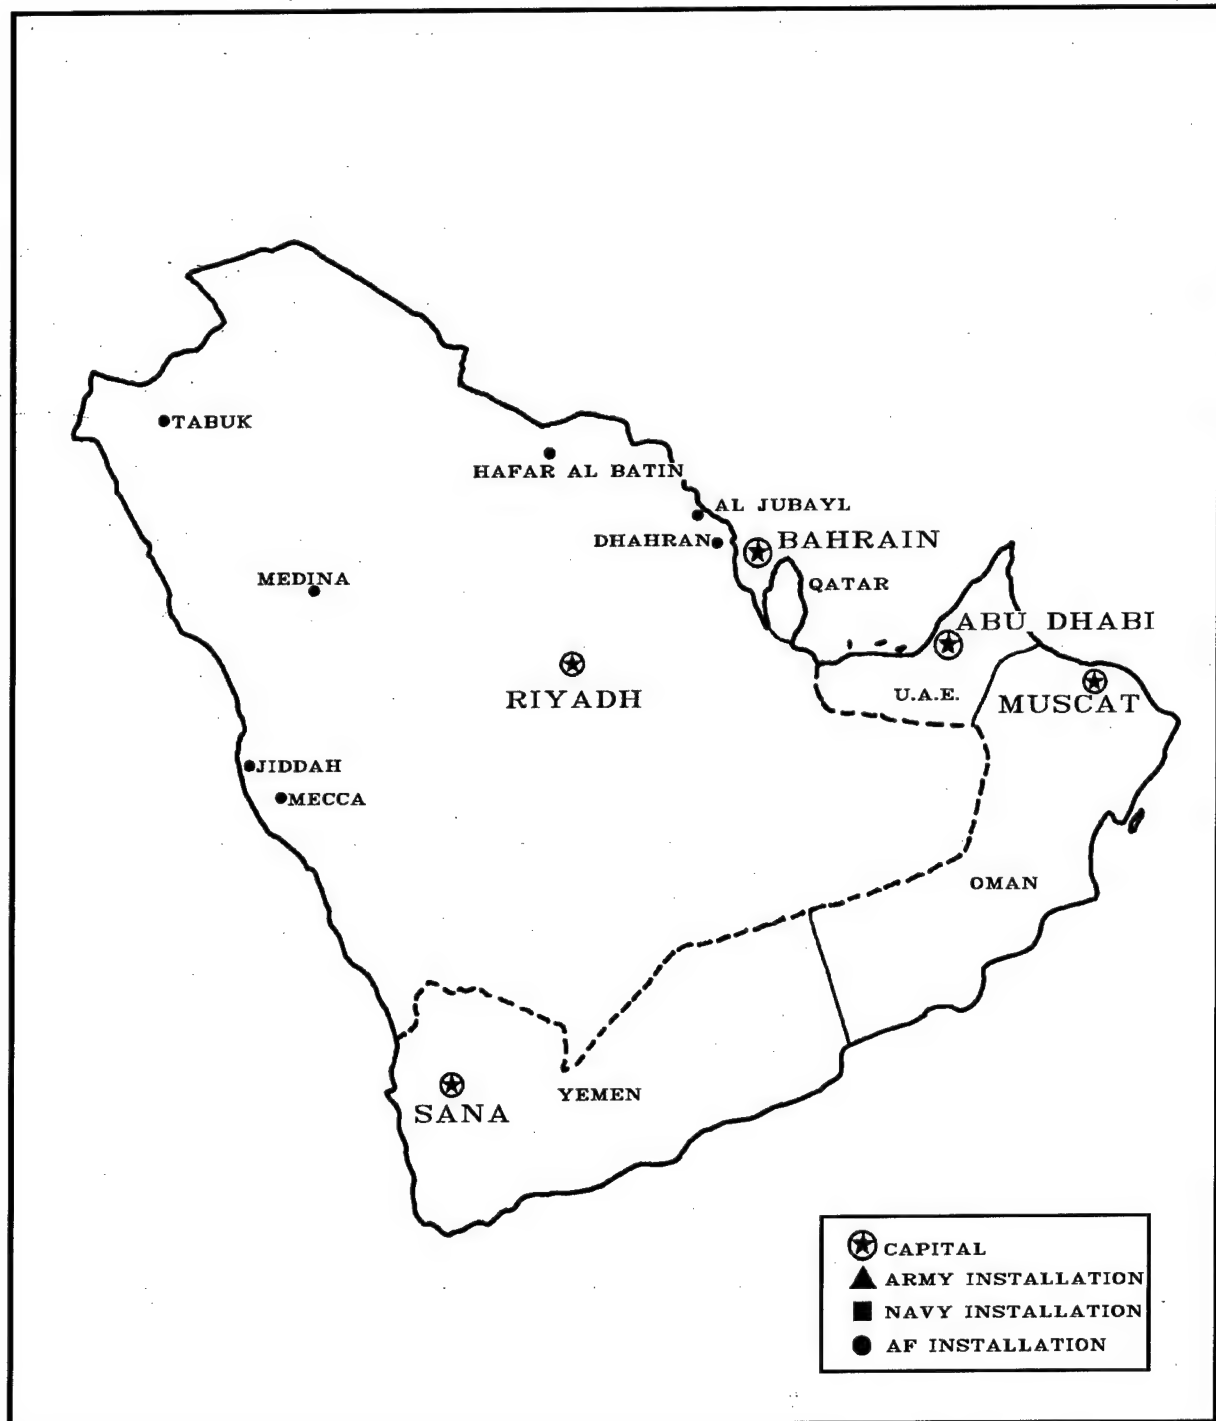 TABUK
HAFAR AL BATIN
AL JUBAYL
DHAHRAN
BAHRAIN
MEDINA
QATAR
ABU DHABI
RIYADH
U.A.E.
MUSCAT
JIDDAH
MECCA
OMAN
SANA
YEMEN
CAPITAL
ARMY INSTALLATION
NAVY INSTALLATION
AF INSTALLATION